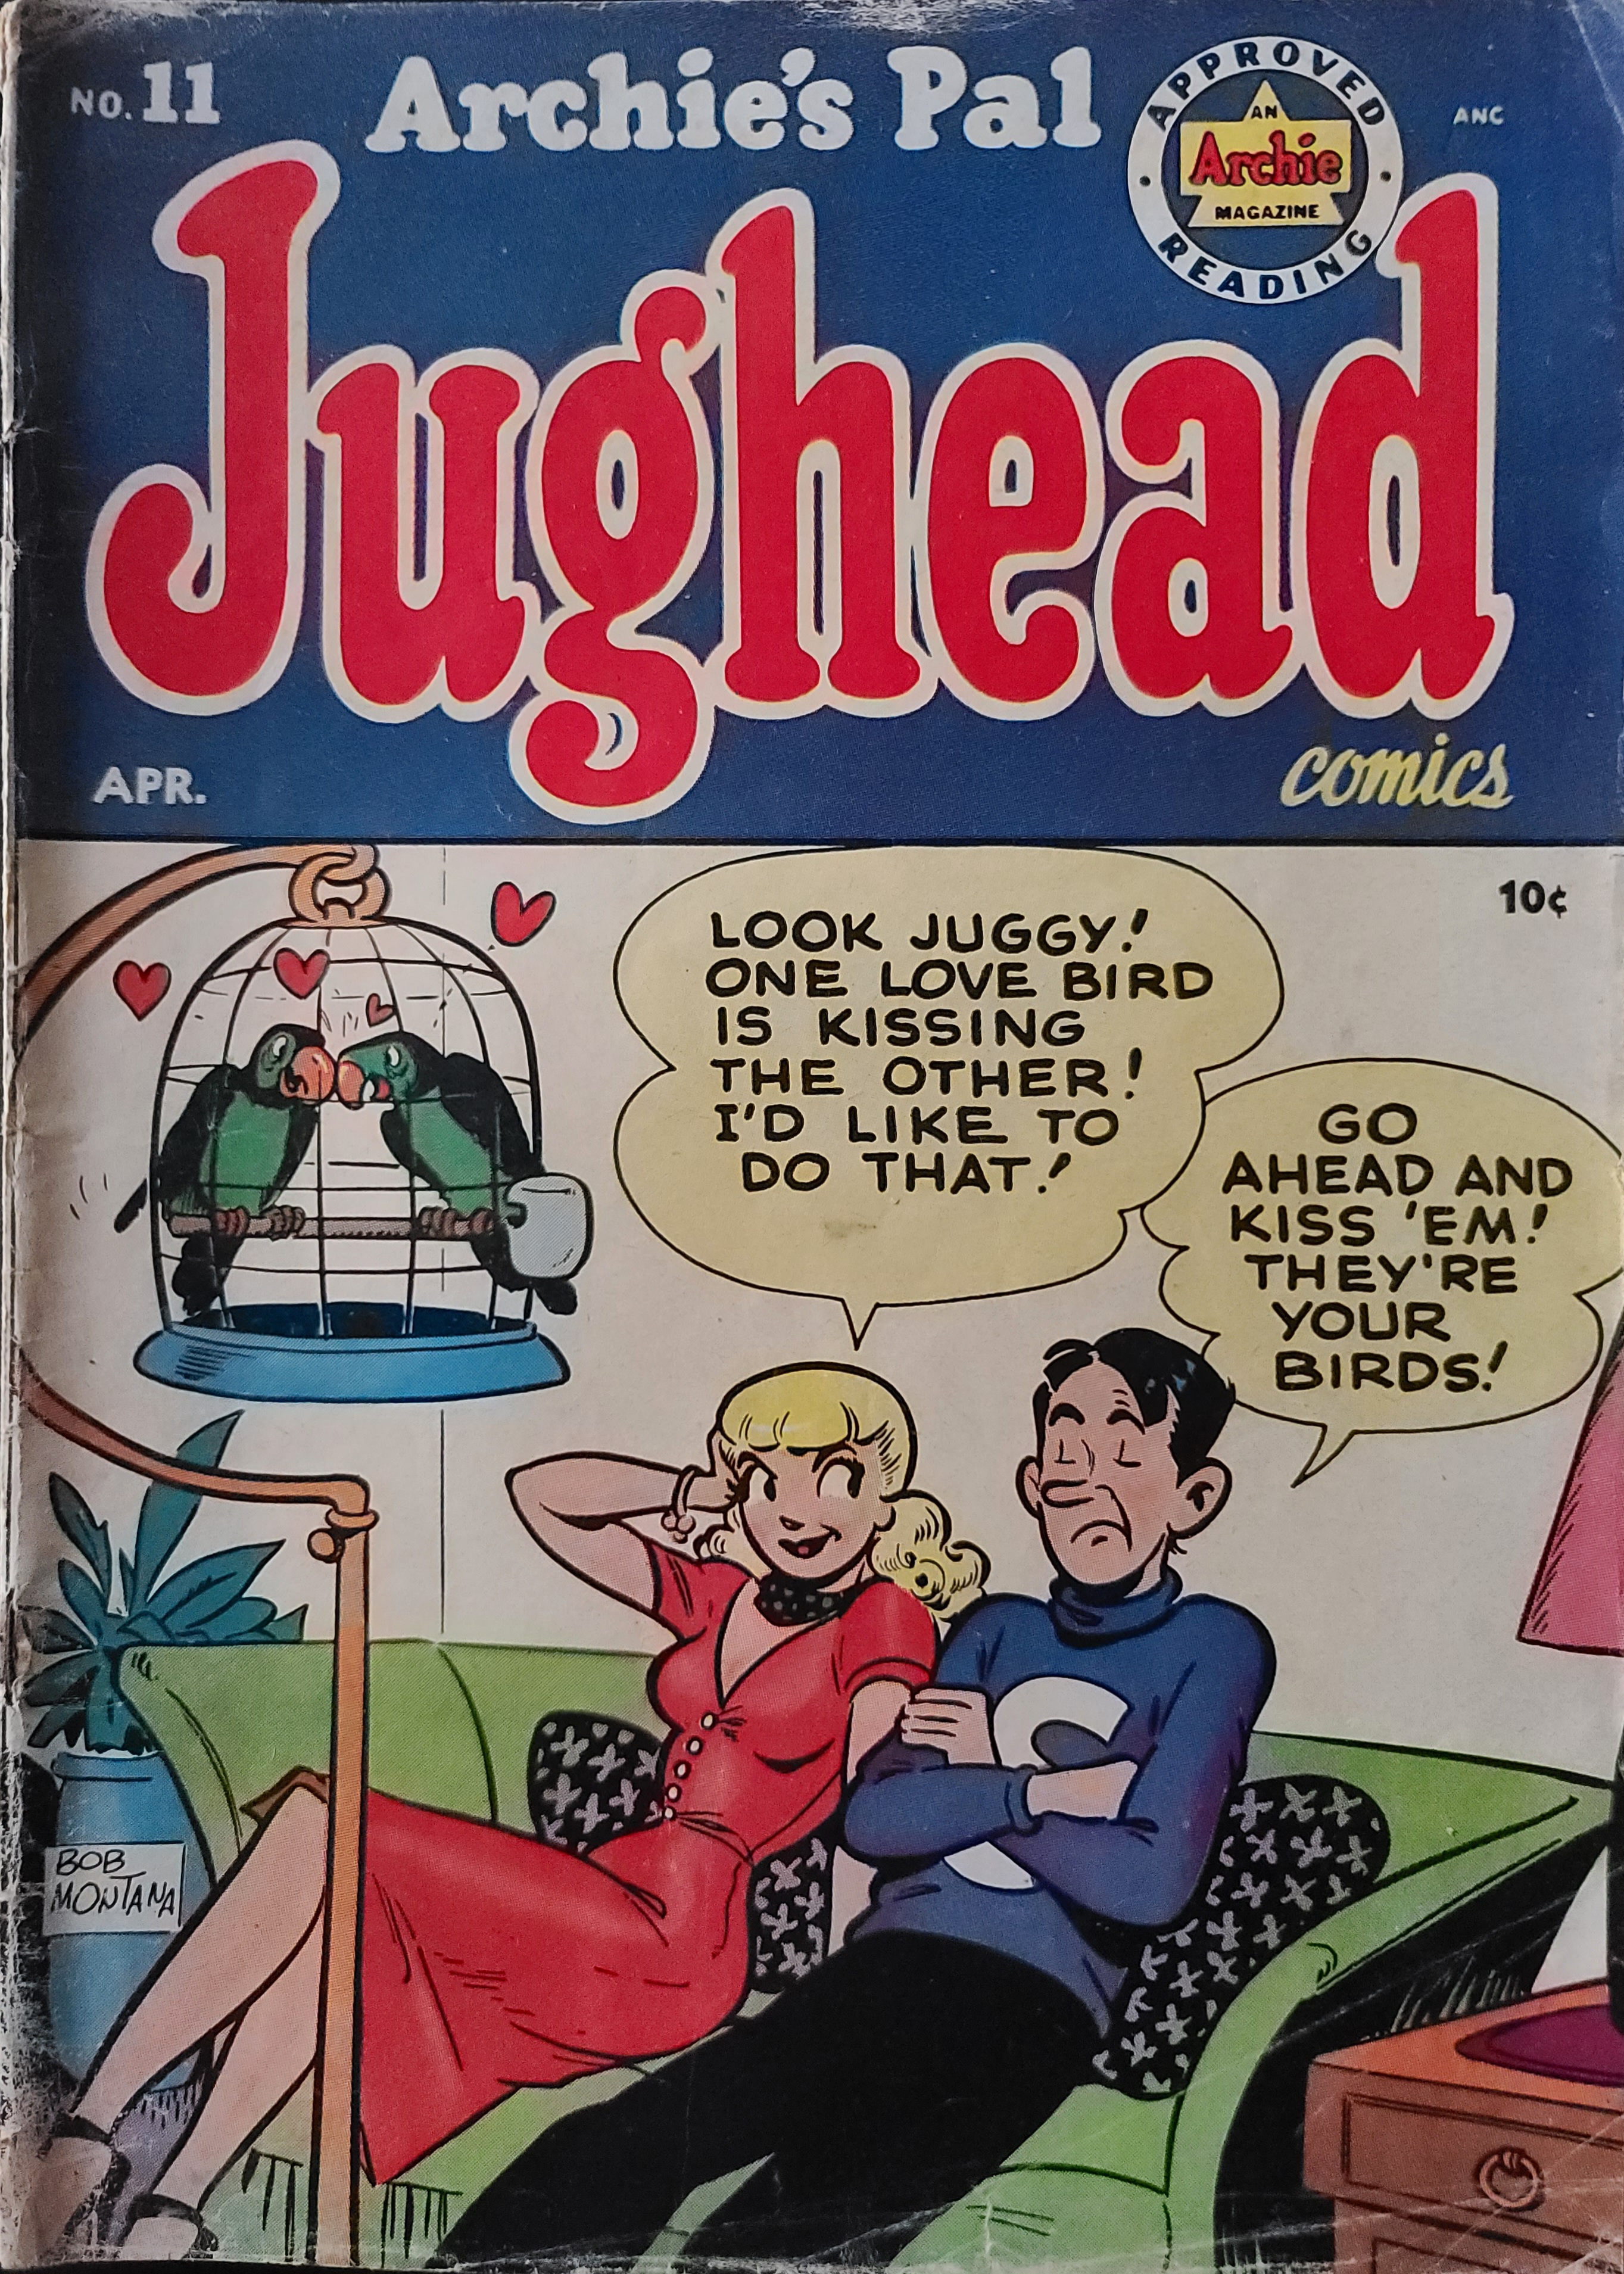 NO. 11
Archie's Pal
APPROVED
AN
Archie
MAGAZINE
READING
ANC
Jughead
APR.
comics
10¢
LOOK JUGGY!
ONE LOVE BIRD
IS KISSING
THE OTHER!
I'D LIKE TO
DO THAT!
GO
AHEAD AND
KISS 'EM!
THEY'RE
YOUR
BIRDS!
S
BOB
MONTANA